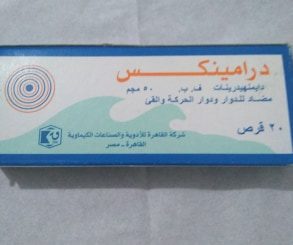 درامينكس
دايمنهيدرينات ف. ب. ٥٠ مجم
مضاد للدوار ودوار الحركة والقئ
شركة القاهرة للأدوية والصناعات الكيماوية
القاهرة - مصر
٢٠ قرص